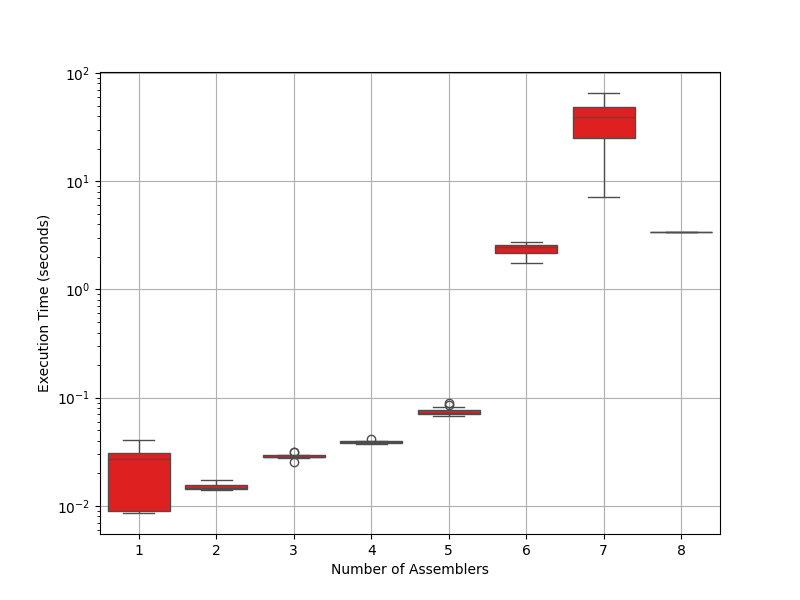 10²
10¹
10⁰
10⁻¹
10⁻²
Execution Time (seconds)
1 2 3 4 5 6 7 8
Number of Assemblers